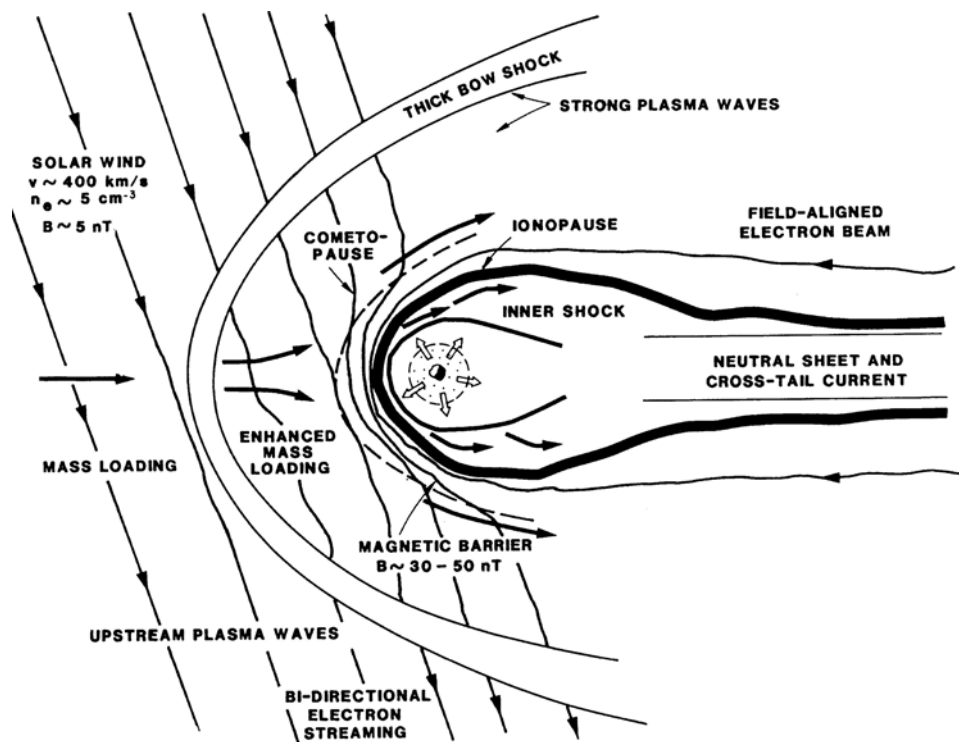 THICK BOW SHOCK
STRONG PLASMA WAVES
SOLAR WIND
v ~ 400 km/s
nₑ ~ 5 cm⁻³
B ~ 5 nT
COMETO-
PAUSE
IONOPAUSE
FIELD-ALIGNED
ELECTRON BEAM
INNER SHOCK
NEUTRAL SHEET AND
CROSS-TAIL CURRENT
MASS LOADING
ENHANCED
MASS
LOADING
MAGNETIC BARRIER
B ~ 30 – 50 nT
UPSTREAM PLASMA WAVES
BI-DIRECTIONAL
ELECTRON
STREAMING